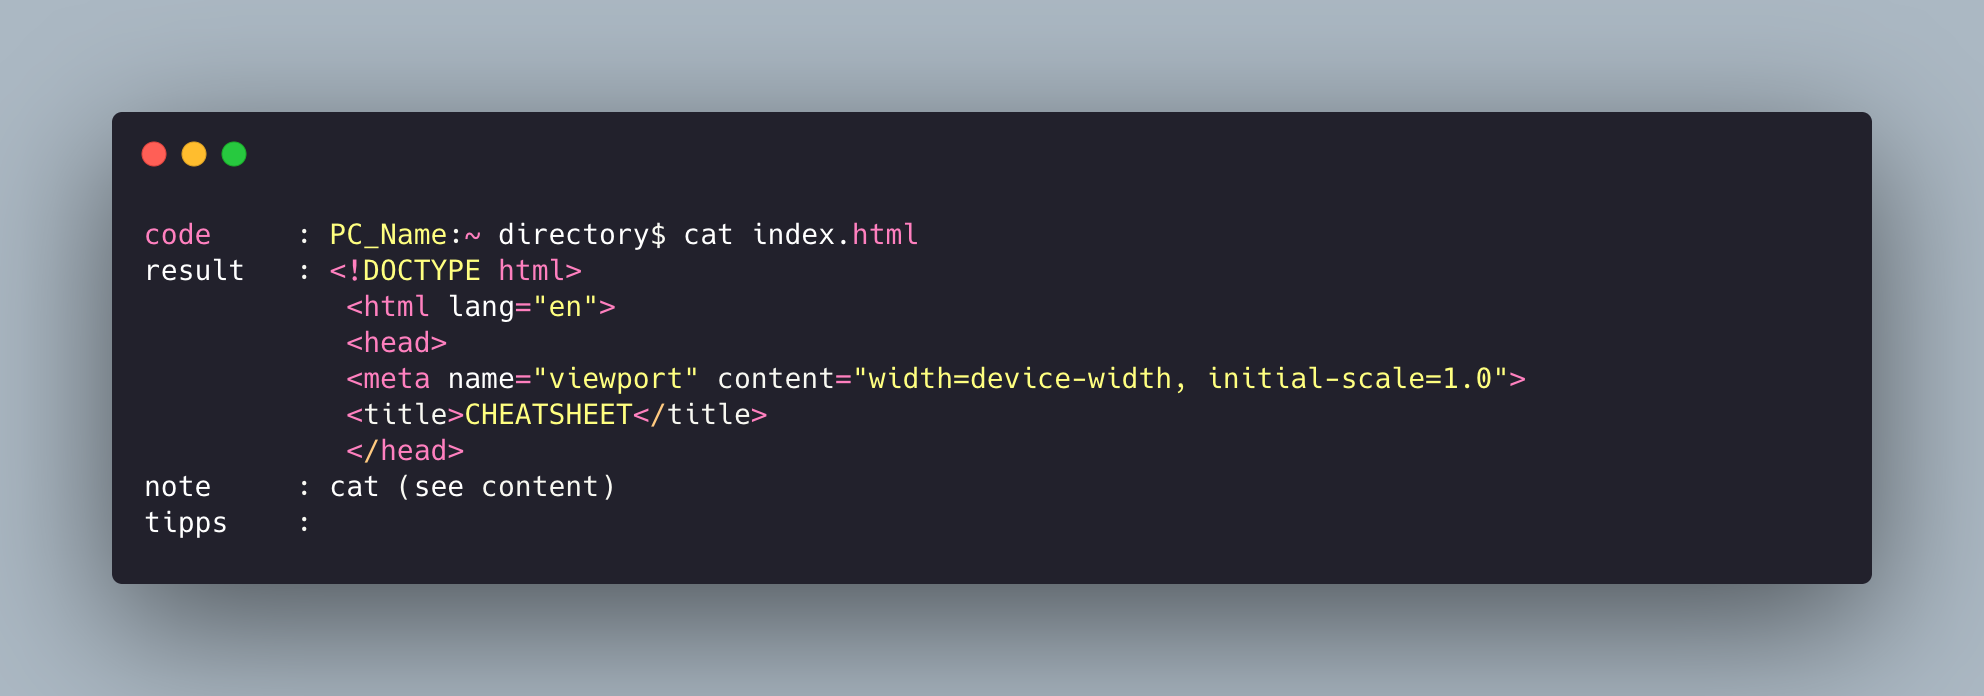 code     : PC_Name:~ directory$ cat index.html
result   : <!DOCTYPE html>
            <html lang="en">
            <head>
            <meta name="viewport" content="width=device-width, initial-scale=1.0">
            <title>CHEATSHEET</title>
            </head>
note     : cat (see content)
tipps    :